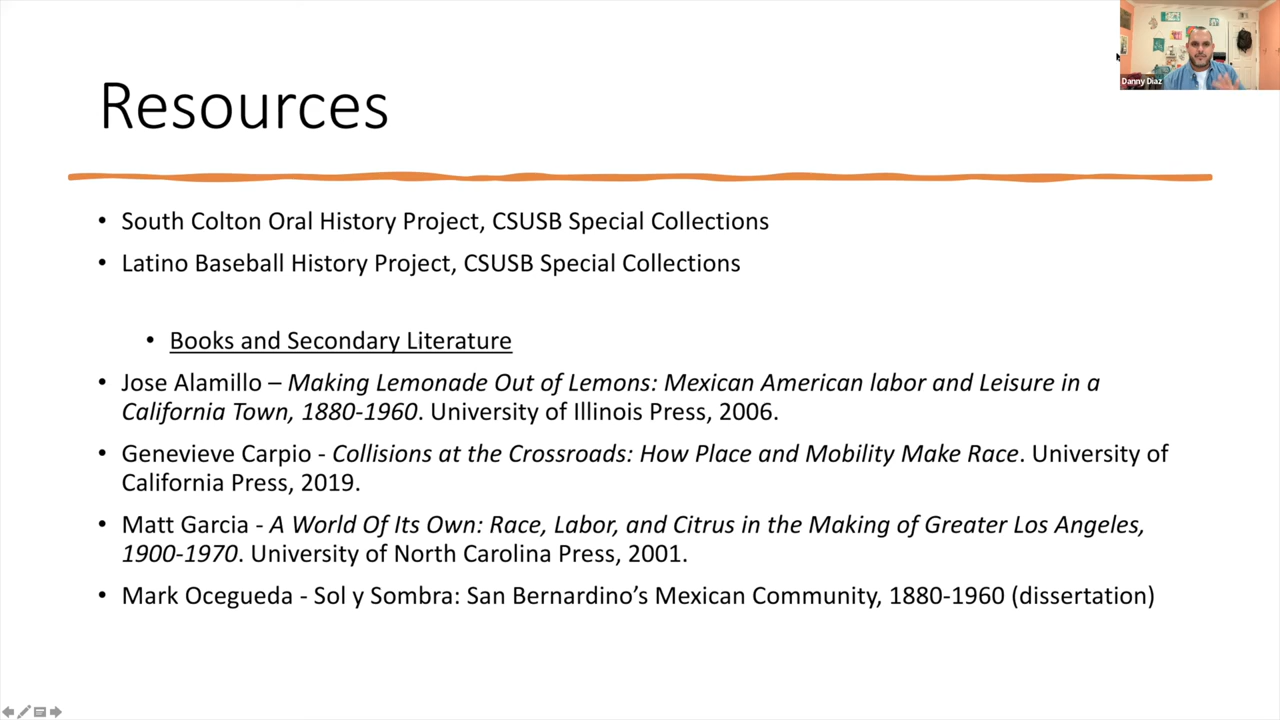 Danny Diaz
Resources
• South Colton Oral History Project, CSUSB Special Collections
• Latino Baseball History Project, CSUSB Special Collections
• Books and Secondary Literature
• Jose Alamillo – Making Lemonade Out of Lemons: Mexican American labor and Leisure in a
California Town, 1880-1960. University of Illinois Press, 2006.
• Genevieve Carpio - Collisions at the Crossroads: How Place and Mobility Make Race. University of
California Press, 2019.
• Matt Garcia - A World Of Its Own: Race, Labor, and Citrus in the Making of Greater Los Angeles,
1900-1970. University of North Carolina Press, 2001.
• Mark Ocegueda - Sol y Sombra: San Bernardino’s Mexican Community, 1880-1960 (dissertation)